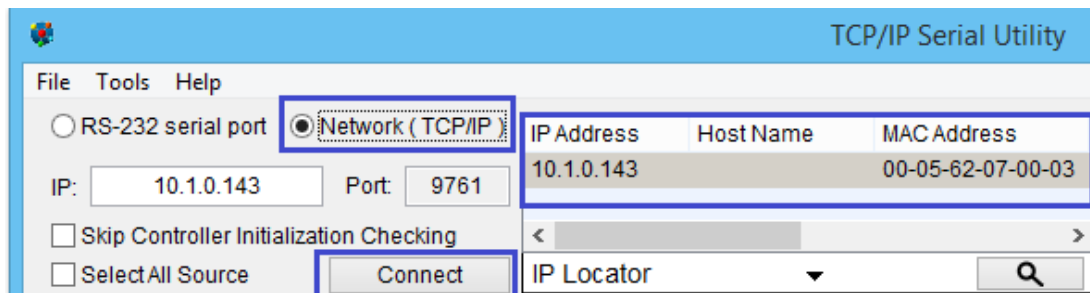 TCP/IP Serial Utility
File Tools Help
RS-232 serial port Network ( TCP/IP )
IP Address Host Name MAC Address
10.1.0.143 00-05-62-07-00-03
IP: 10.1.0.143 Port: 9761
Skip Controller Initialization Checking
Select All Source Connect
IP Locator